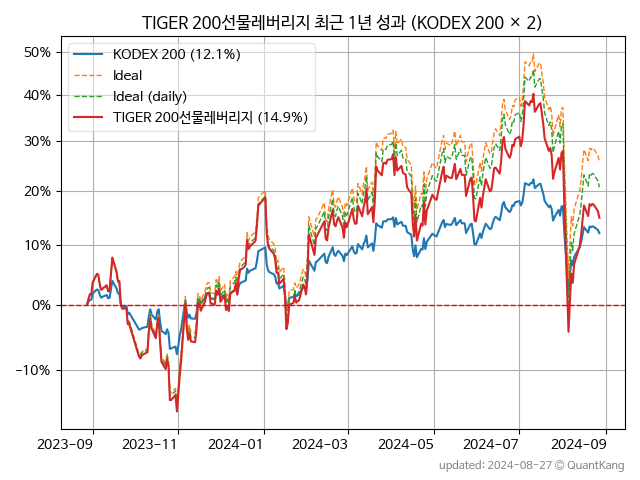 TIGER 200선물레버리지 최근 1년 성과 (KODEX 200 × 2)
KODEX 200 (12.1%)
Ideal
Ideal (daily)
TIGER 200선물레버리지 (14.9%)
50%
40%
30%
20%
10%
0%
−10%
2023-09 2023-11 2024-01 2024-03 2024-05 2024-07 2024-09
updated: 2024-08-27 © QuantKang